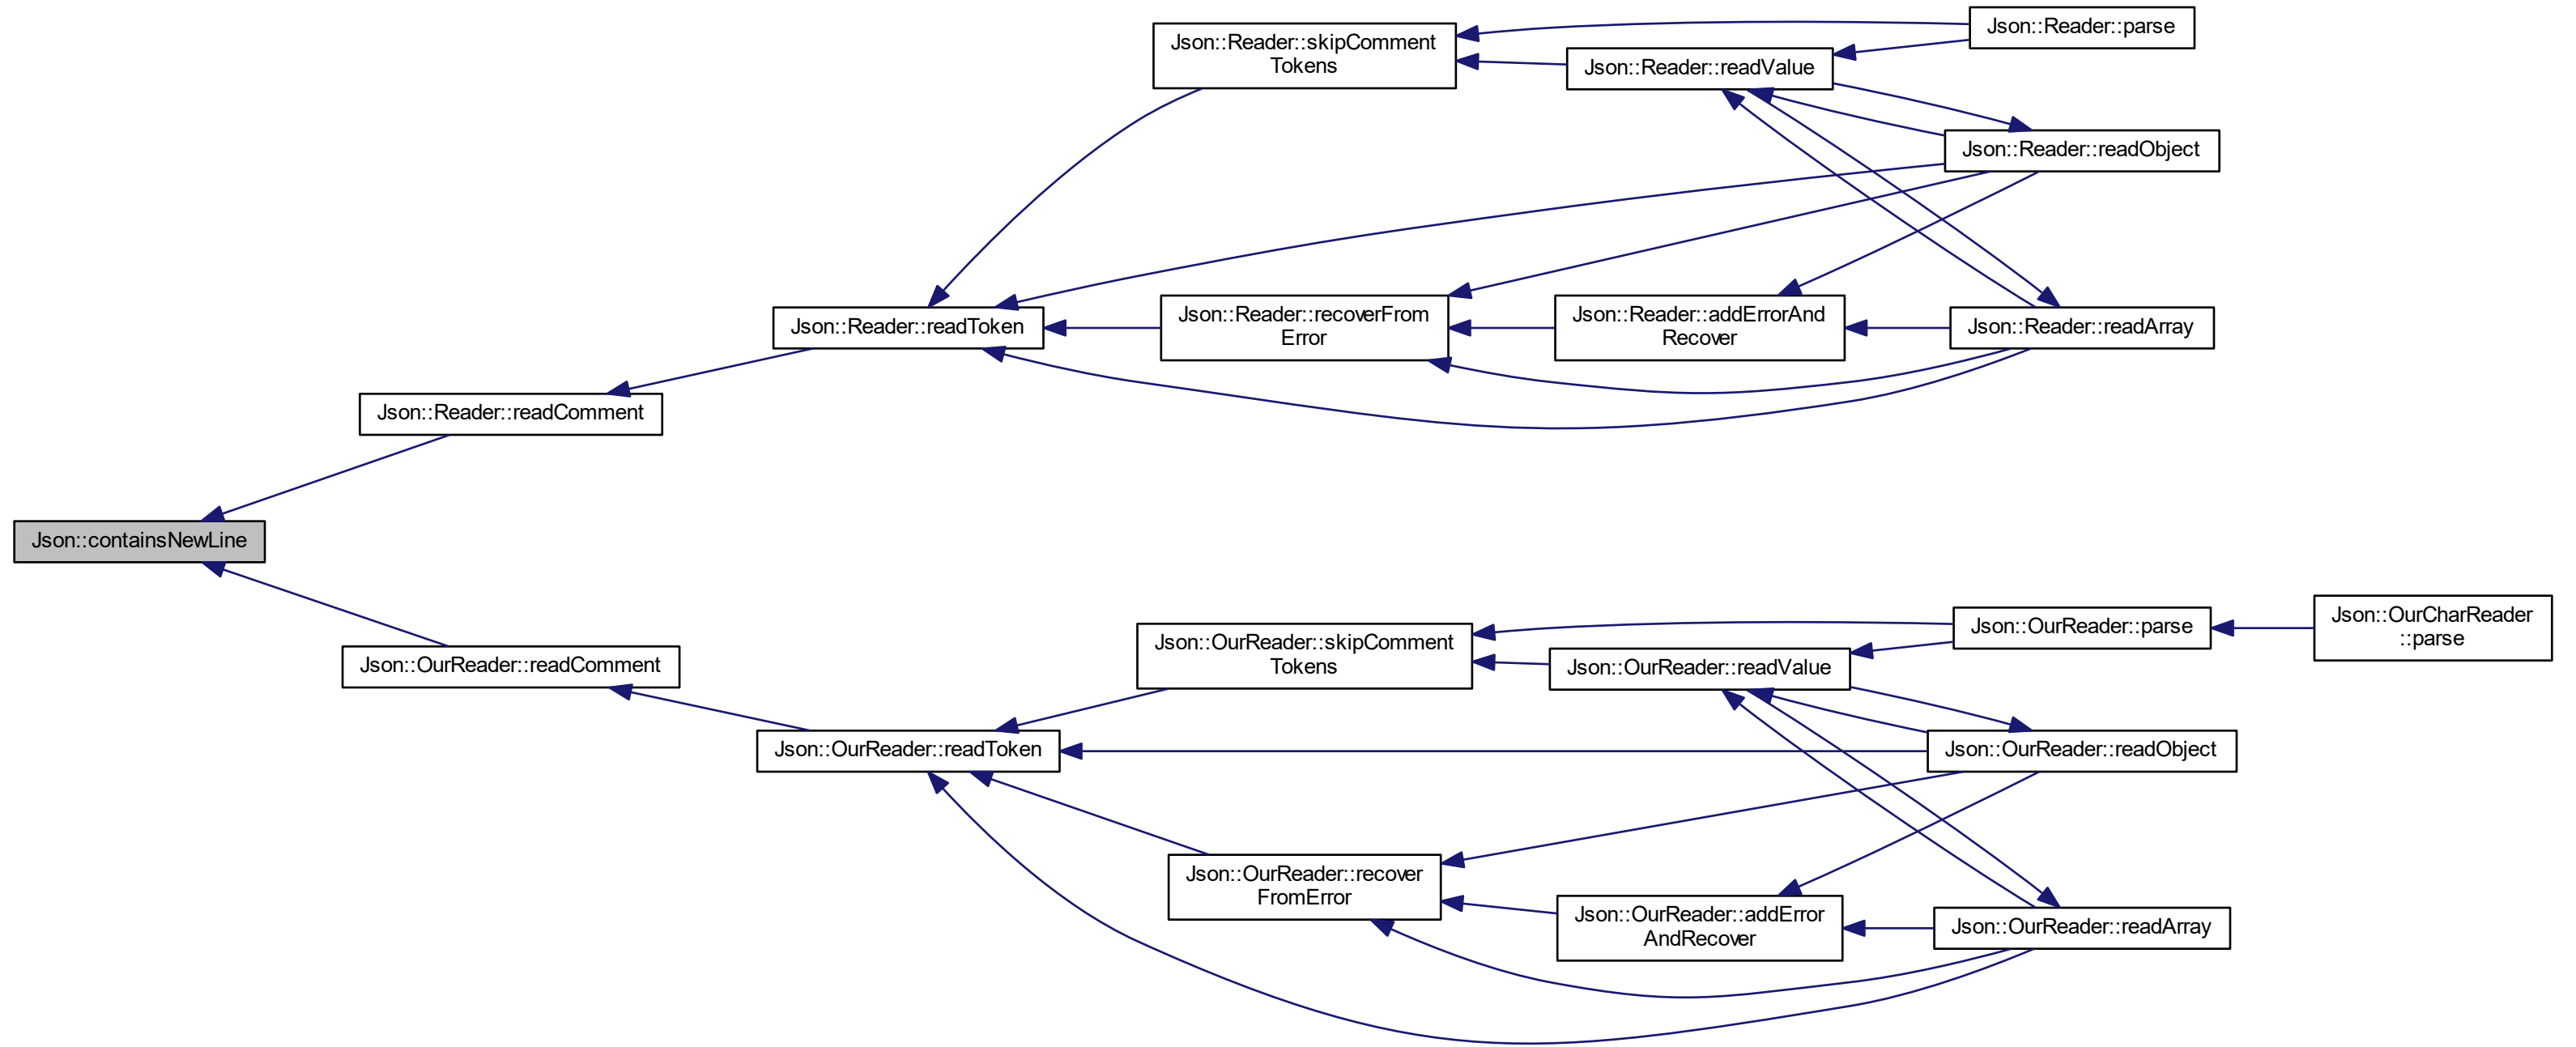 Json::Reader::parse
Json::Reader::skipComment
Tokens
Json::Reader::readValue
Json::Reader::readObject
Json::Reader::readToken
Json::Reader::recoverFrom
Error
Json::Reader::addErrorAnd
Recover
Json::Reader::readArray
Json::Reader::readComment
Json::containsNewLine
Json::OurReader::readComment
Json::OurReader::skipComment
Tokens
Json::OurReader::parse
Json::OurCharReader
::parse
Json::OurReader::readValue
Json::OurReader::readToken
Json::OurReader::readObject
Json::OurReader::recover
FromError
Json::OurReader::addError
AndRecover
Json::OurReader::readArray